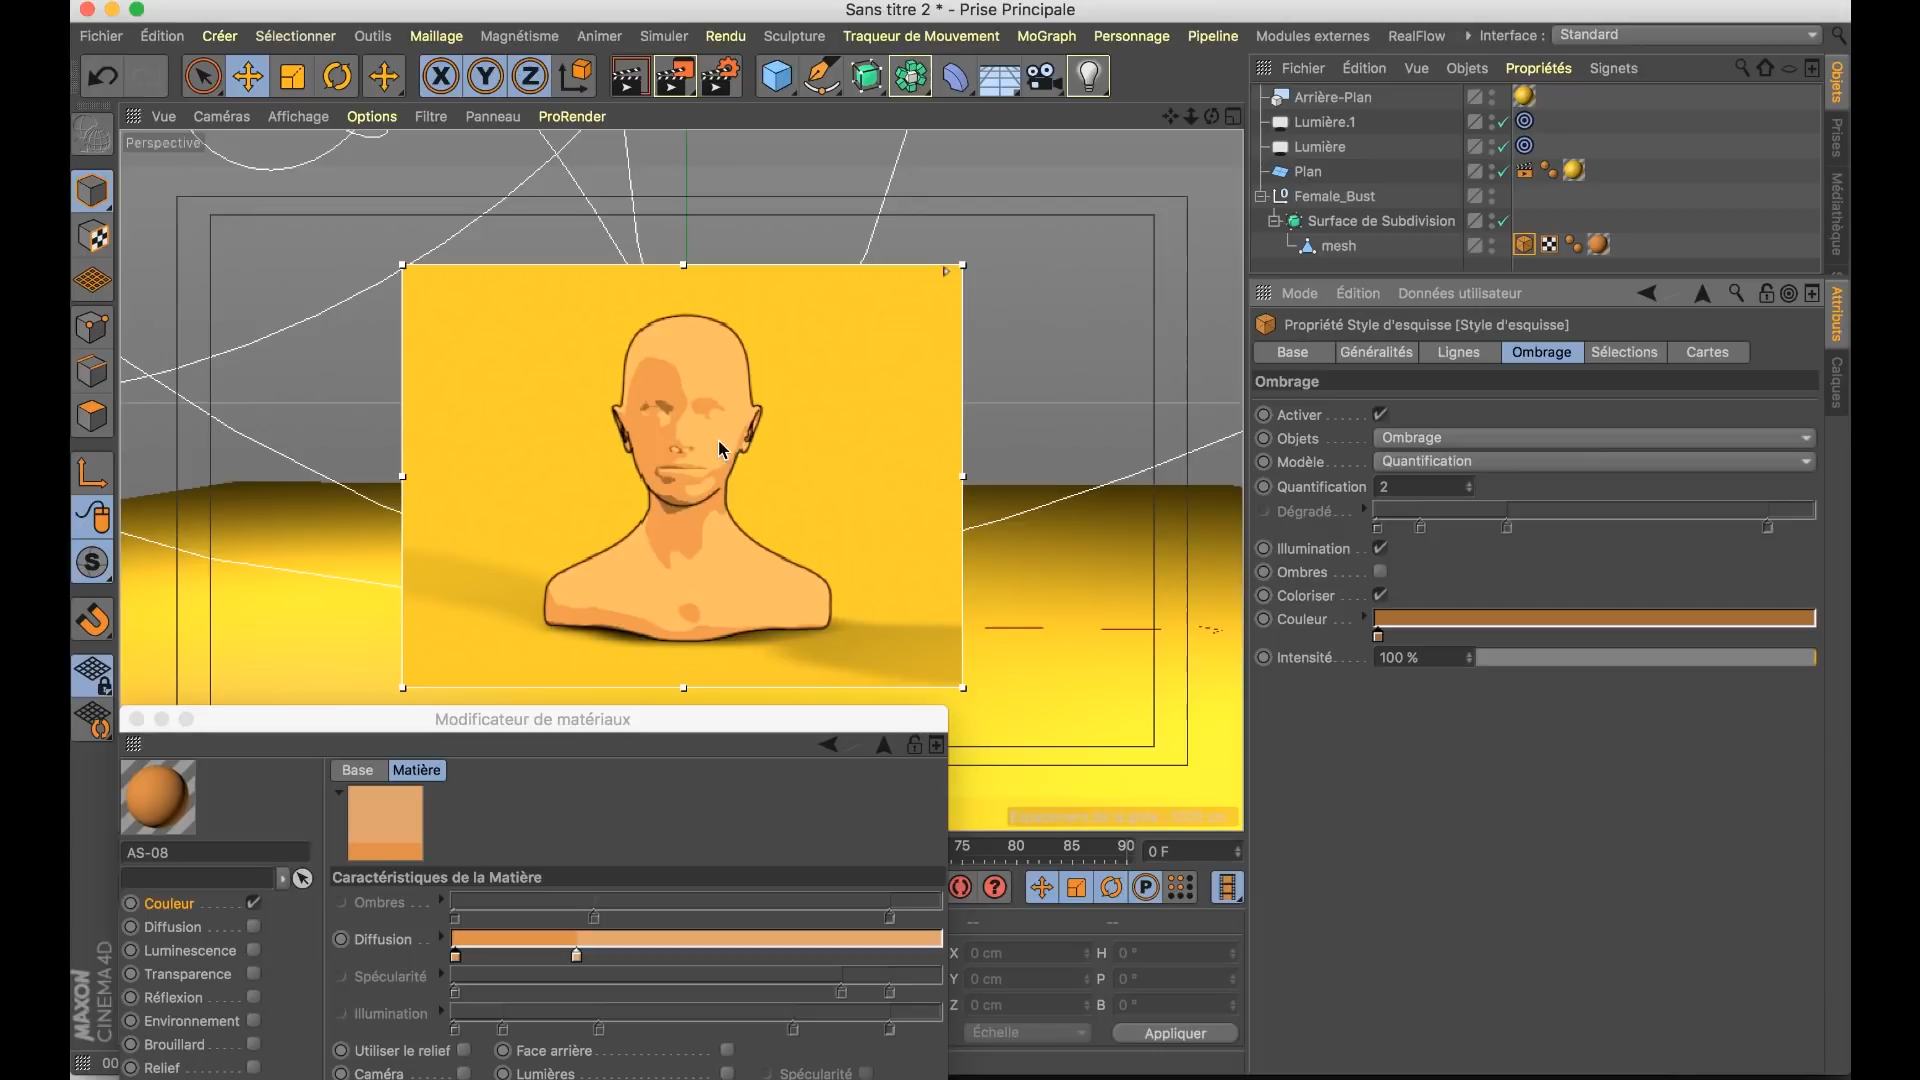 Sans titre 2 * - Prise Principale
Fichier Édition Créer Sélectionner Outils Maillage Magnétisme Animer Simuler Rendu Sculpture Traqueur de Mouvement MoGraph Personnage Pipeline Modules externes RealFlow Interface : Standard
Vue Caméras Affichage Options Filtre Panneau ProRender
Perspective
Fichier Édition Vue Objets Propriétés Signets
Arrière-Plan
Lumière.1
Lumière
Plan
Female_Bust
Surface de Subdivision
mesh
Objets
Prises
Médiathèque
Mode Édition Données utilisateur
Propriété Style d'esquisse [Style d'esquisse]
Base Généralités Lignes Ombrage Sélections Cartes
Ombrage
Activer
Objets Ombrage
Modèle Quantification
Quantification 2
Dégradé
Illumination
Ombres
Coloriser
Couleur
Intensité 100 %
Attributs
Calques
Modificateur de matériaux
Base Matière
AS-08
Caractéristiques de la Matière
Couleur
Diffusion
Luminescence
Transparence
Réflexion
Environnement
Brouillard
Relief
Ombres
Diffusion
Spécularité
Illumination
Utiliser le relief Face arrière
Caméra Lumières Spécularité
75 80 85 90 0 F
-- --
X 0 cm H 0 °
Y 0 cm P 0 °
Z 0 cm B 0 °
Échelle Appliquer
MAXON
CINEMA 4D
00
X Y Z
S
P
?